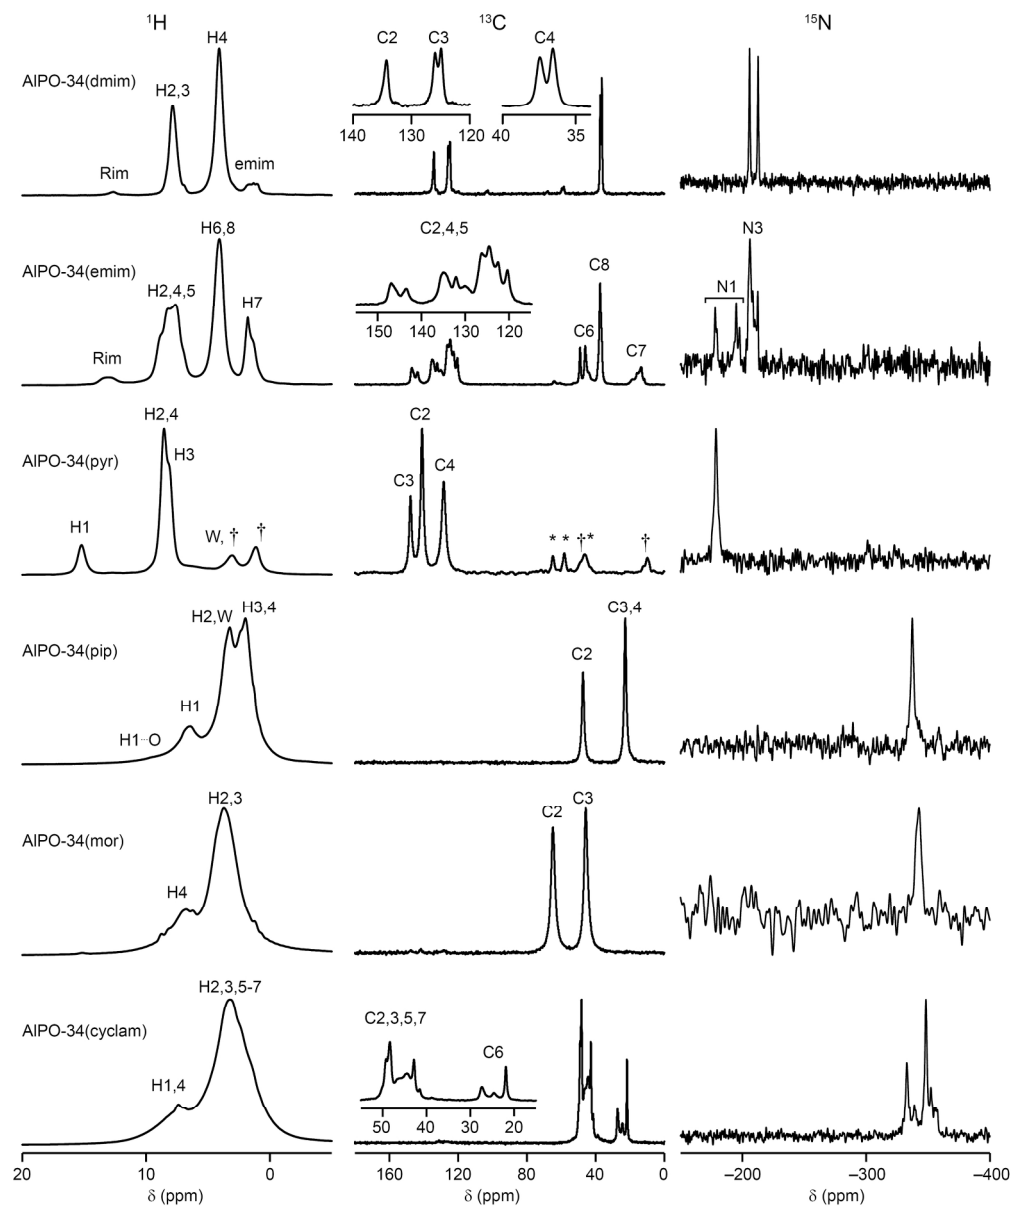 ¹H ¹³C ¹⁵N
AlPO-34(dmim)
Rim H2,3 H4 emim
C2 C3 C4
140 130 120 40 35
AlPO-34(emim)
Rim H2,4,5 H6,8 H7
C2,4,5 C6 C8 C7
150 140 130 120
N1 N3
AlPO-34(pyr)
H1 H2,4 H3 W, † †
C3 C2 C4 * * †* †
AlPO-34(pip)
H1···O H1 H2,W H3,4
C2 C3,4
AlPO-34(mor)
H4 H2,3
C2 C3
AlPO-34(cyclam)
H1,4 H2,3,5-7
C2,3,5,7 C6
50 40 30 20
20 10 0 160 120 80 40 0 −200 −300 −400
δ (ppm) δ (ppm) δ (ppm)